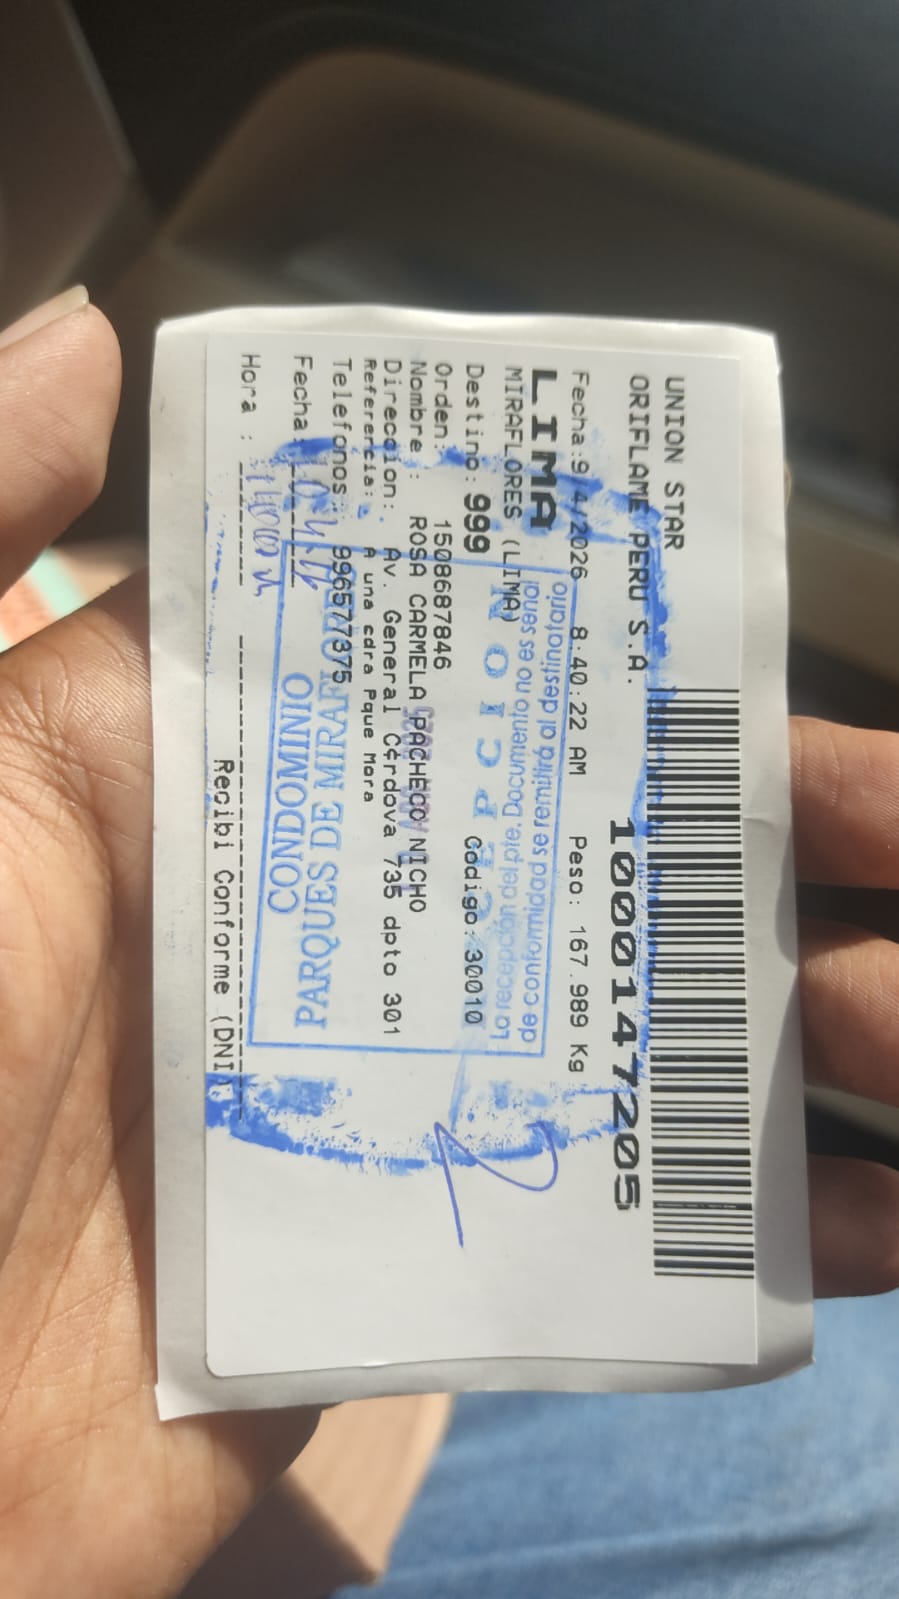 UNION STAR
ORIFLAME PERU S.A.
1000147205
Fecha:9/4/2026 8:40:22 AM Peso: 167.989 Kg
LIMA
MIRAFLORES (LIMA)
Destino: 999 Codigo: 30010
Orden: 1508687846
Nombre : ROSA CARMELA PACHECO NICHO
Direccion: Av. General C¢rdova 735 dpto 301
Referencia: A una cdra Pque Mora
Telefonos: 996577375
Fecha:
Hora :
Recibi Conforme (DNI)
RECEPCION
La recepción del pte. Documento no es señal
de conformidad se remitirá al destinatario
CONDOMINIO
PARQUES DE MIRAFLORES